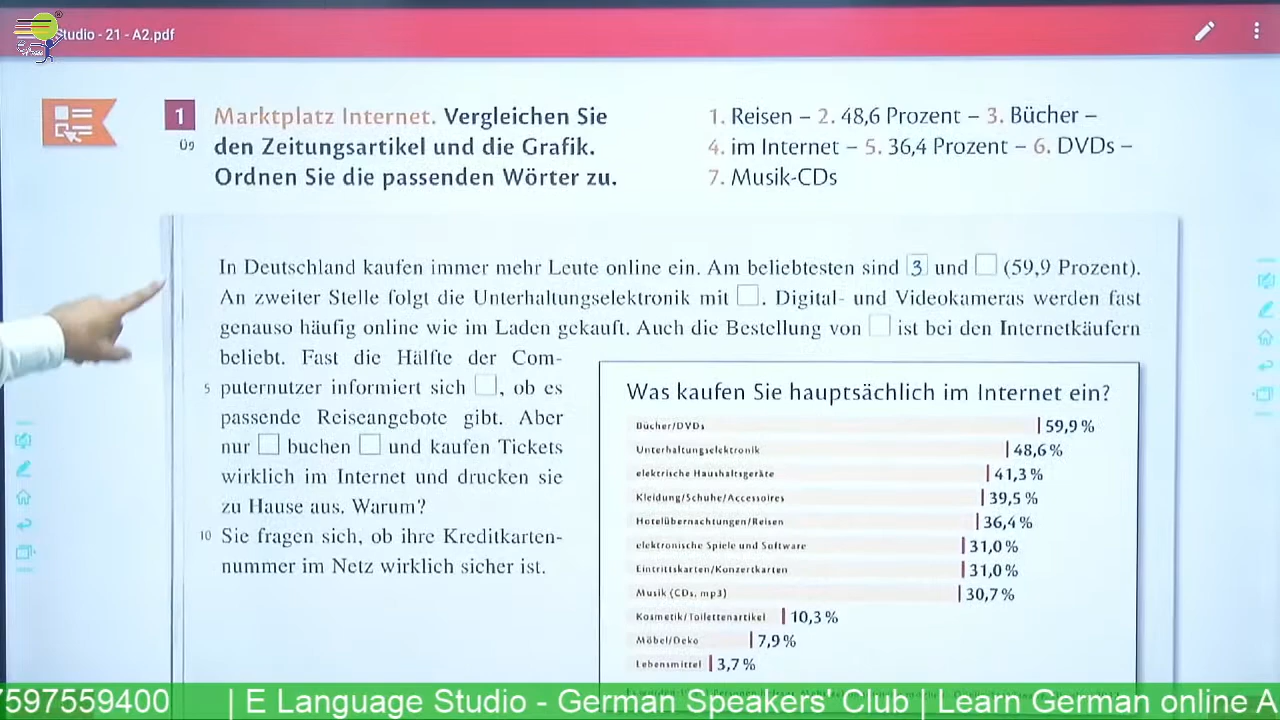 Studio - 21 - A2.pdf
1
Üg
Marktplatz Internet. Vergleichen Sie
den Zeitungsartikel und die Grafik.
Ordnen Sie die passenden Wörter zu.
1. Reisen – 2. 48,6 Prozent – 3. Bücher –
4. im Internet – 5. 36,4 Prozent – 6. DVDs –
7. Musik-CDs
In Deutschland kaufen immer mehr Leute online ein. Am beliebtesten sind 3 und (59,9 Prozent).
An zweiter Stelle folgt die Unterhaltungselektronik mit . Digital- und Videokameras werden fast
genauso häufig online wie im Laden gekauft. Auch die Bestellung von ist bei den Internetkäufern
beliebt. Fast die Hälfte der Com-
5 puternutzer informiert sich , ob es
passende Reiseangebote gibt. Aber
nur buchen und kaufen Tickets
wirklich im Internet und drucken sie
zu Hause aus. Warum?
10 Sie fragen sich, ob ihre Kreditkarten-
nummer im Netz wirklich sicher ist.
Was kaufen Sie hauptsächlich im Internet ein?
Bücher/DVDs 59,9 %
Unterhaltungselektronik 48,6 %
elektrische Haushaltsgeräte 41,3 %
Kleidung/Schuhe/Accessoires 39,5 %
Hotelübernachtungen/Reisen 36,4 %
elektronische Spiele und Software 31,0 %
Eintrittskarten/Konzertkarten 31,0 %
Musik (CDs, mp3) 30,7 %
Kosmetik/Toilettenartikel 10,3 %
Möbel/Deko 7,9 %
Lebensmittel 3,7 %
7597559400 | E Language Studio - German Speakers' Club | Learn German online A